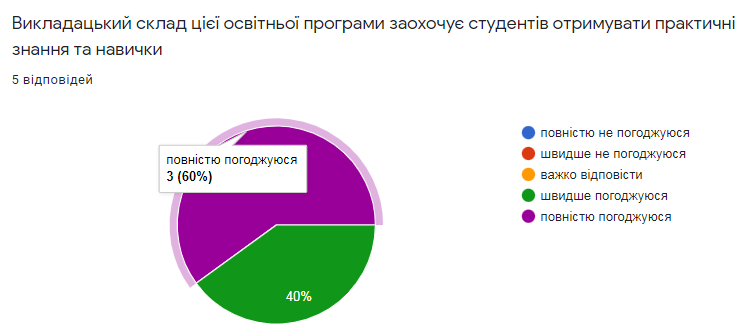 Викладацький склад цієї освітньої програми заохочує студентів отримувати практичні
знання та навички
5 відповідей
повністю погоджуюся
3 (60%)
40%
повністю не погоджуюся
швидше не погоджуюся
важко відповісти
швидше погоджуюся
повністю погоджуюся